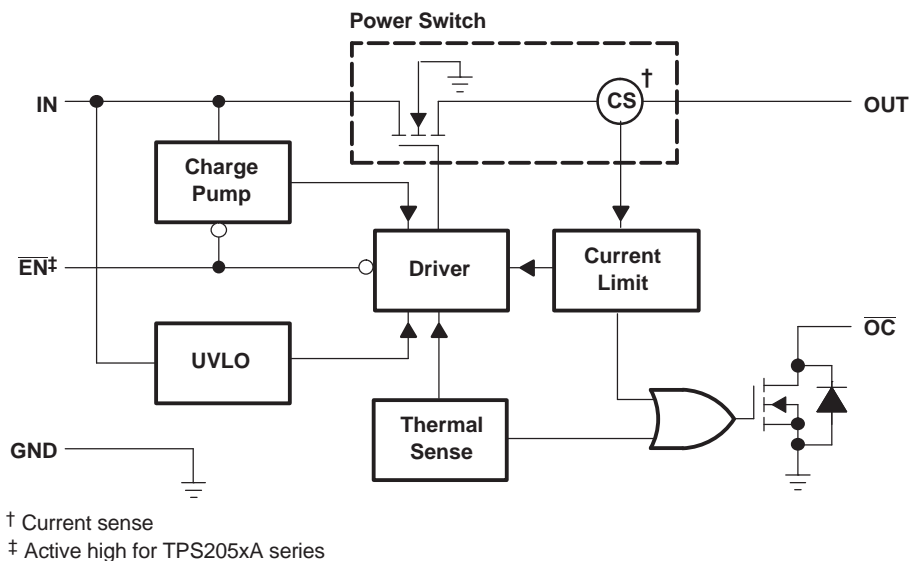 Power Switch
†
IN
CS
OUT
Charge
Pump
EN‡
Driver
Current
Limit
OC
UVLO
Thermal
Sense
GND
† Current sense
‡ Active high for TPS205xA series